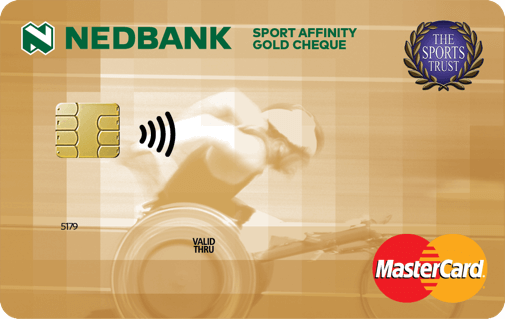 NEDBANK
SPORT AFFINITY
GOLD CHEQUE
THE
SPORTS
TRUST
5179
VALID
THRU
MasterCard